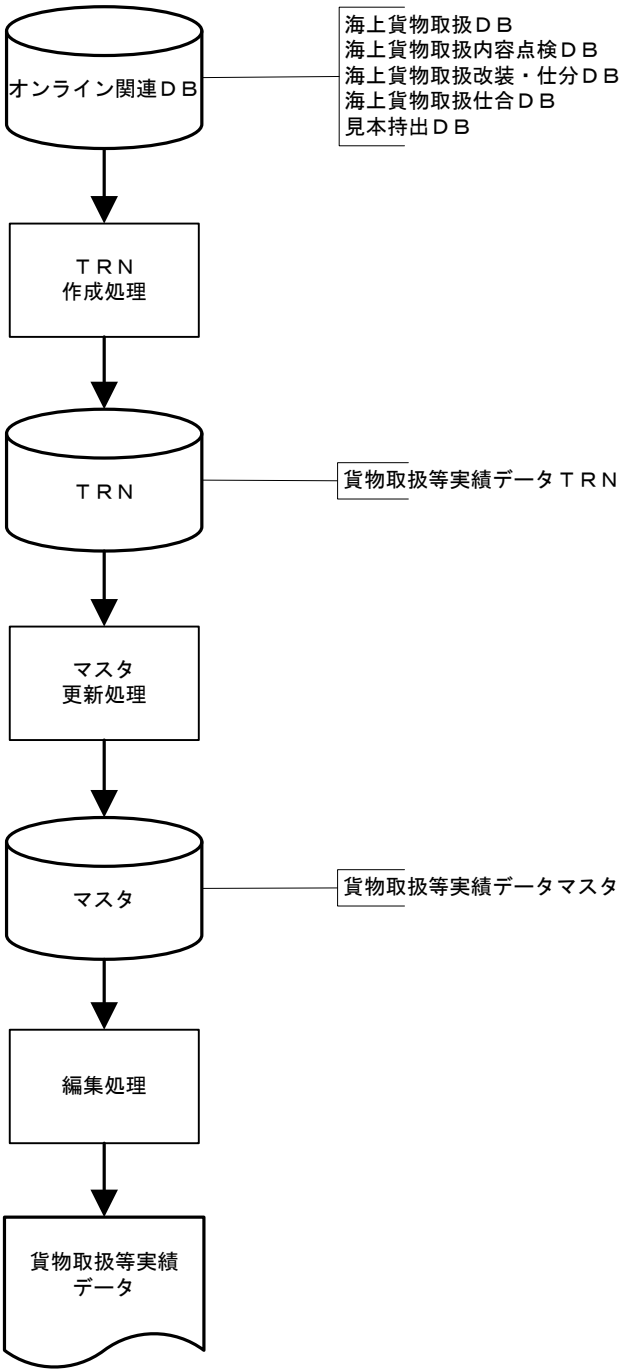 オンライン関連ＤＢ
海上貨物取扱ＤＢ
海上貨物取扱内容点検ＤＢ
海上貨物取扱改装・仕分ＤＢ
海上貨物取扱仕合ＤＢ
見本持出ＤＢ
ＴＲＮ
作成処理
ＴＲＮ
貨物取扱等実績データＴＲＮ
マスタ
更新処理
マスタ
貨物取扱等実績データマスタ
編集処理
貨物取扱等実績
データ